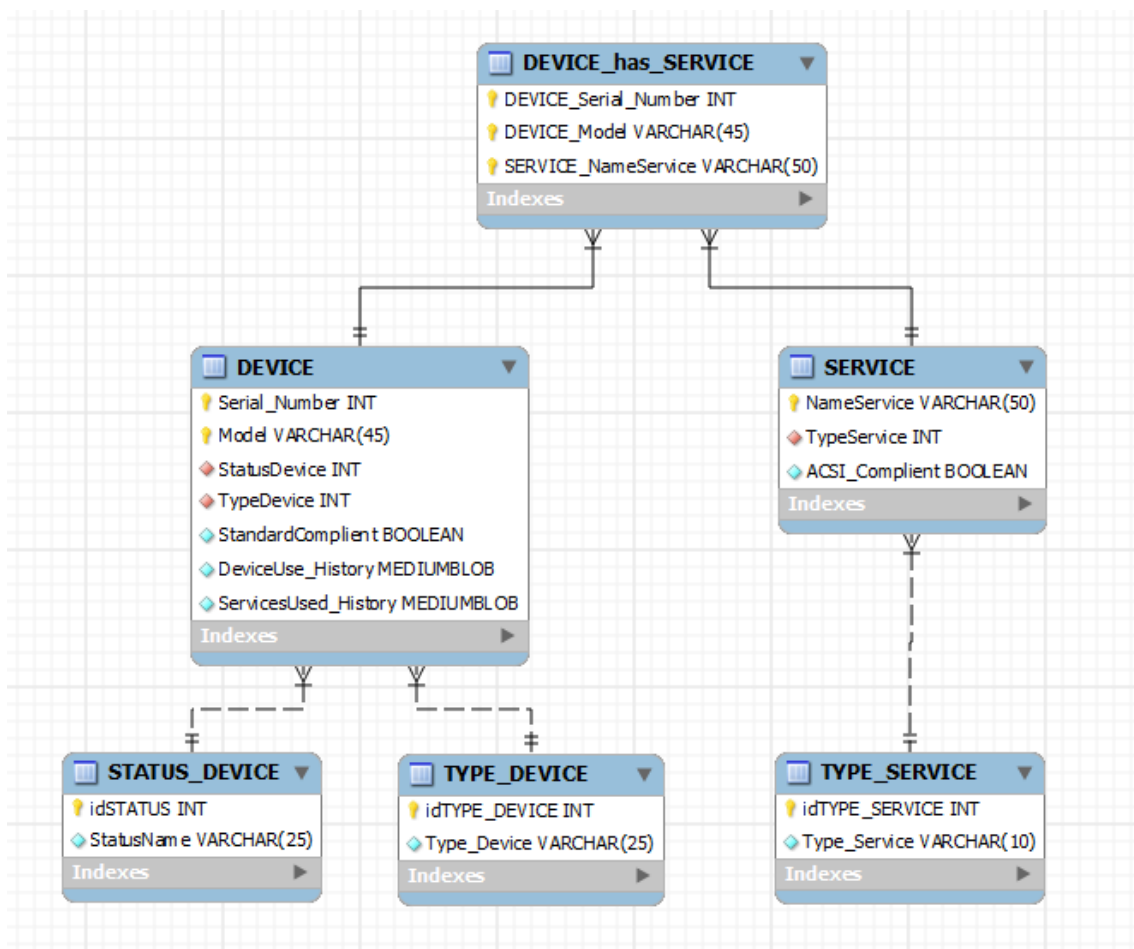 DEVICE_has_SERVICE
DEVICE_Serial_Number INT
DEVICE_Model VARCHAR(45)
SERVICE_NameService VARCHAR(50)
Indexes
DEVICE
Serial_Number INT
Model VARCHAR(45)
StatusDevice INT
TypeDevice INT
StandardComplient BOOLEAN
DeviceUse_History MEDIUMBLOB
ServicesUsed_History MEDIUMBLOB
Indexes
SERVICE
NameService VARCHAR(50)
TypeService INT
ACSI_Complient BOOLEAN
Indexes
STATUS_DEVICE
idSTATUS INT
StatusName VARCHAR(25)
Indexes
TYPE_DEVICE
idTYPE_DEVICE INT
Type_Device VARCHAR(25)
Indexes
TYPE_SERVICE
idTYPE_SERVICE INT
Type_Service VARCHAR(10)
Indexes